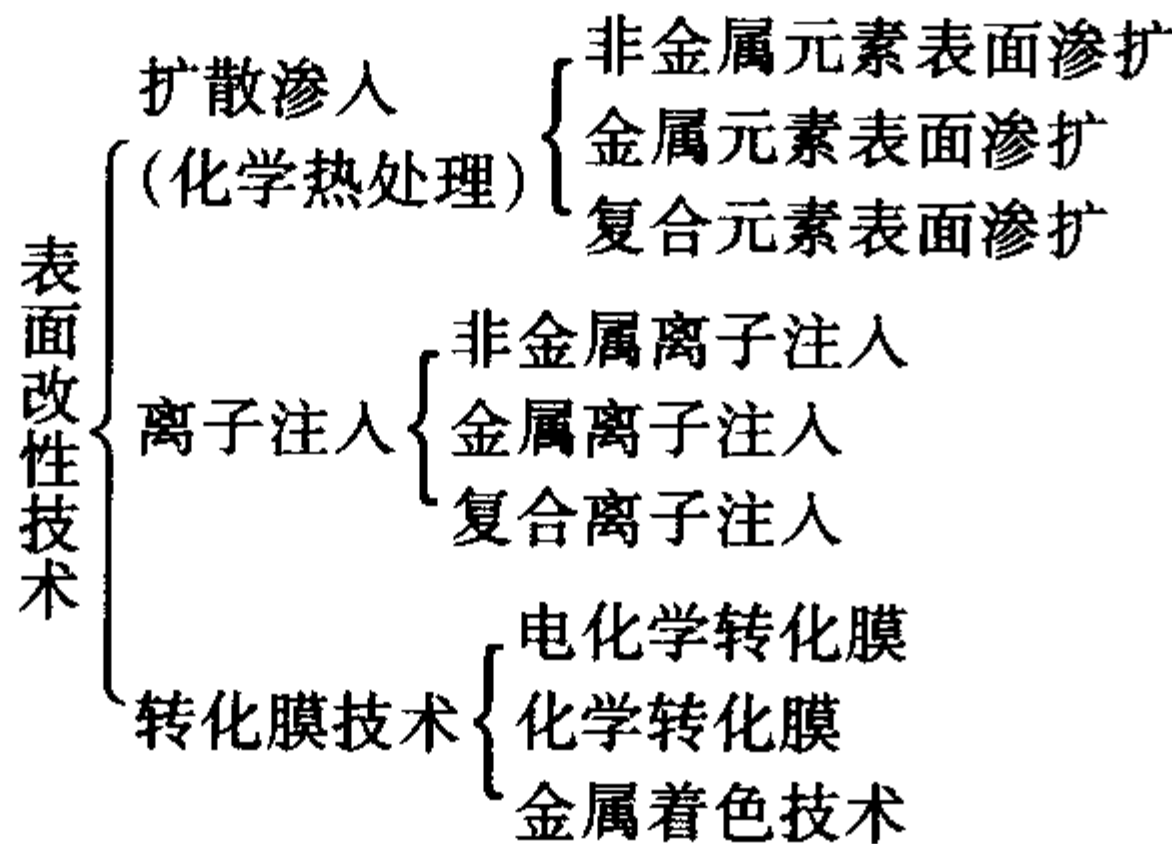 表面改性技术
扩散渗入
(化学热处理)
非金属元素表面渗扩
金属元素表面渗扩
复合元素表面渗扩
离子注入
非金属离子注入
金属离子注入
复合离子注入
转化膜技术
电化学转化膜
化学转化膜
金属着色技术